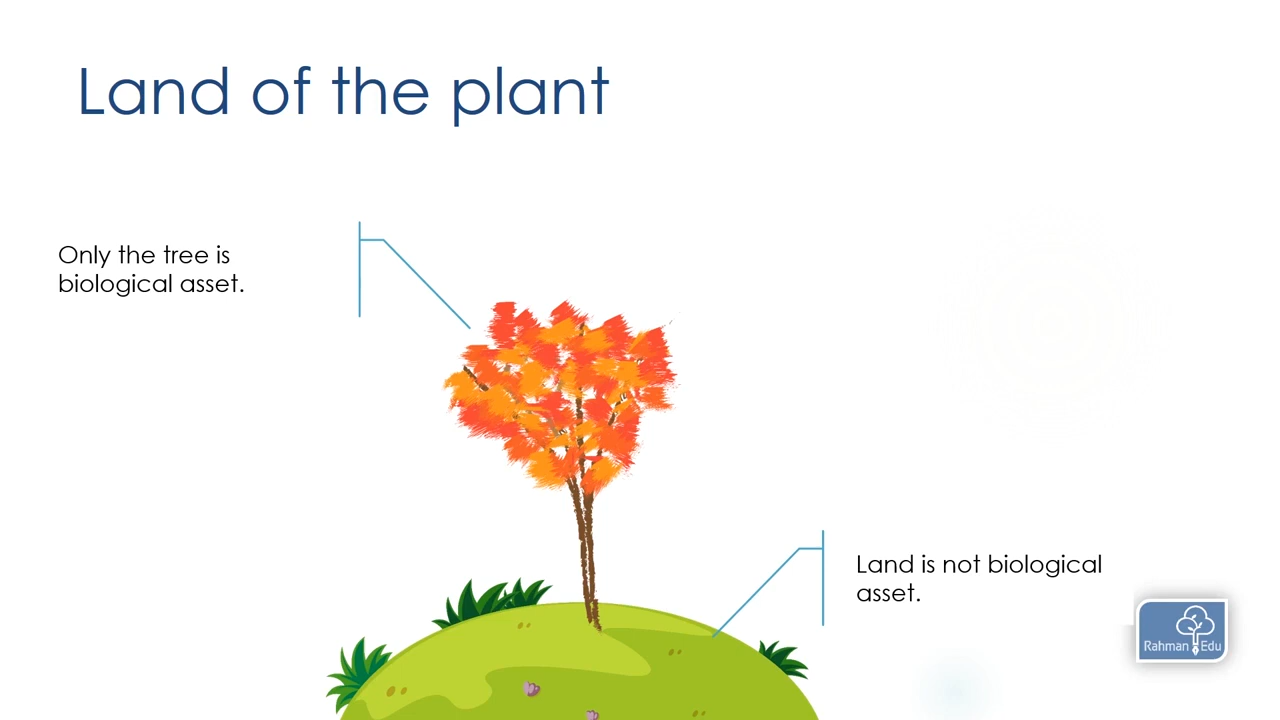 Land of the plant
Only the tree is
biological asset.
Land is not biological
asset.
Rahman Edu